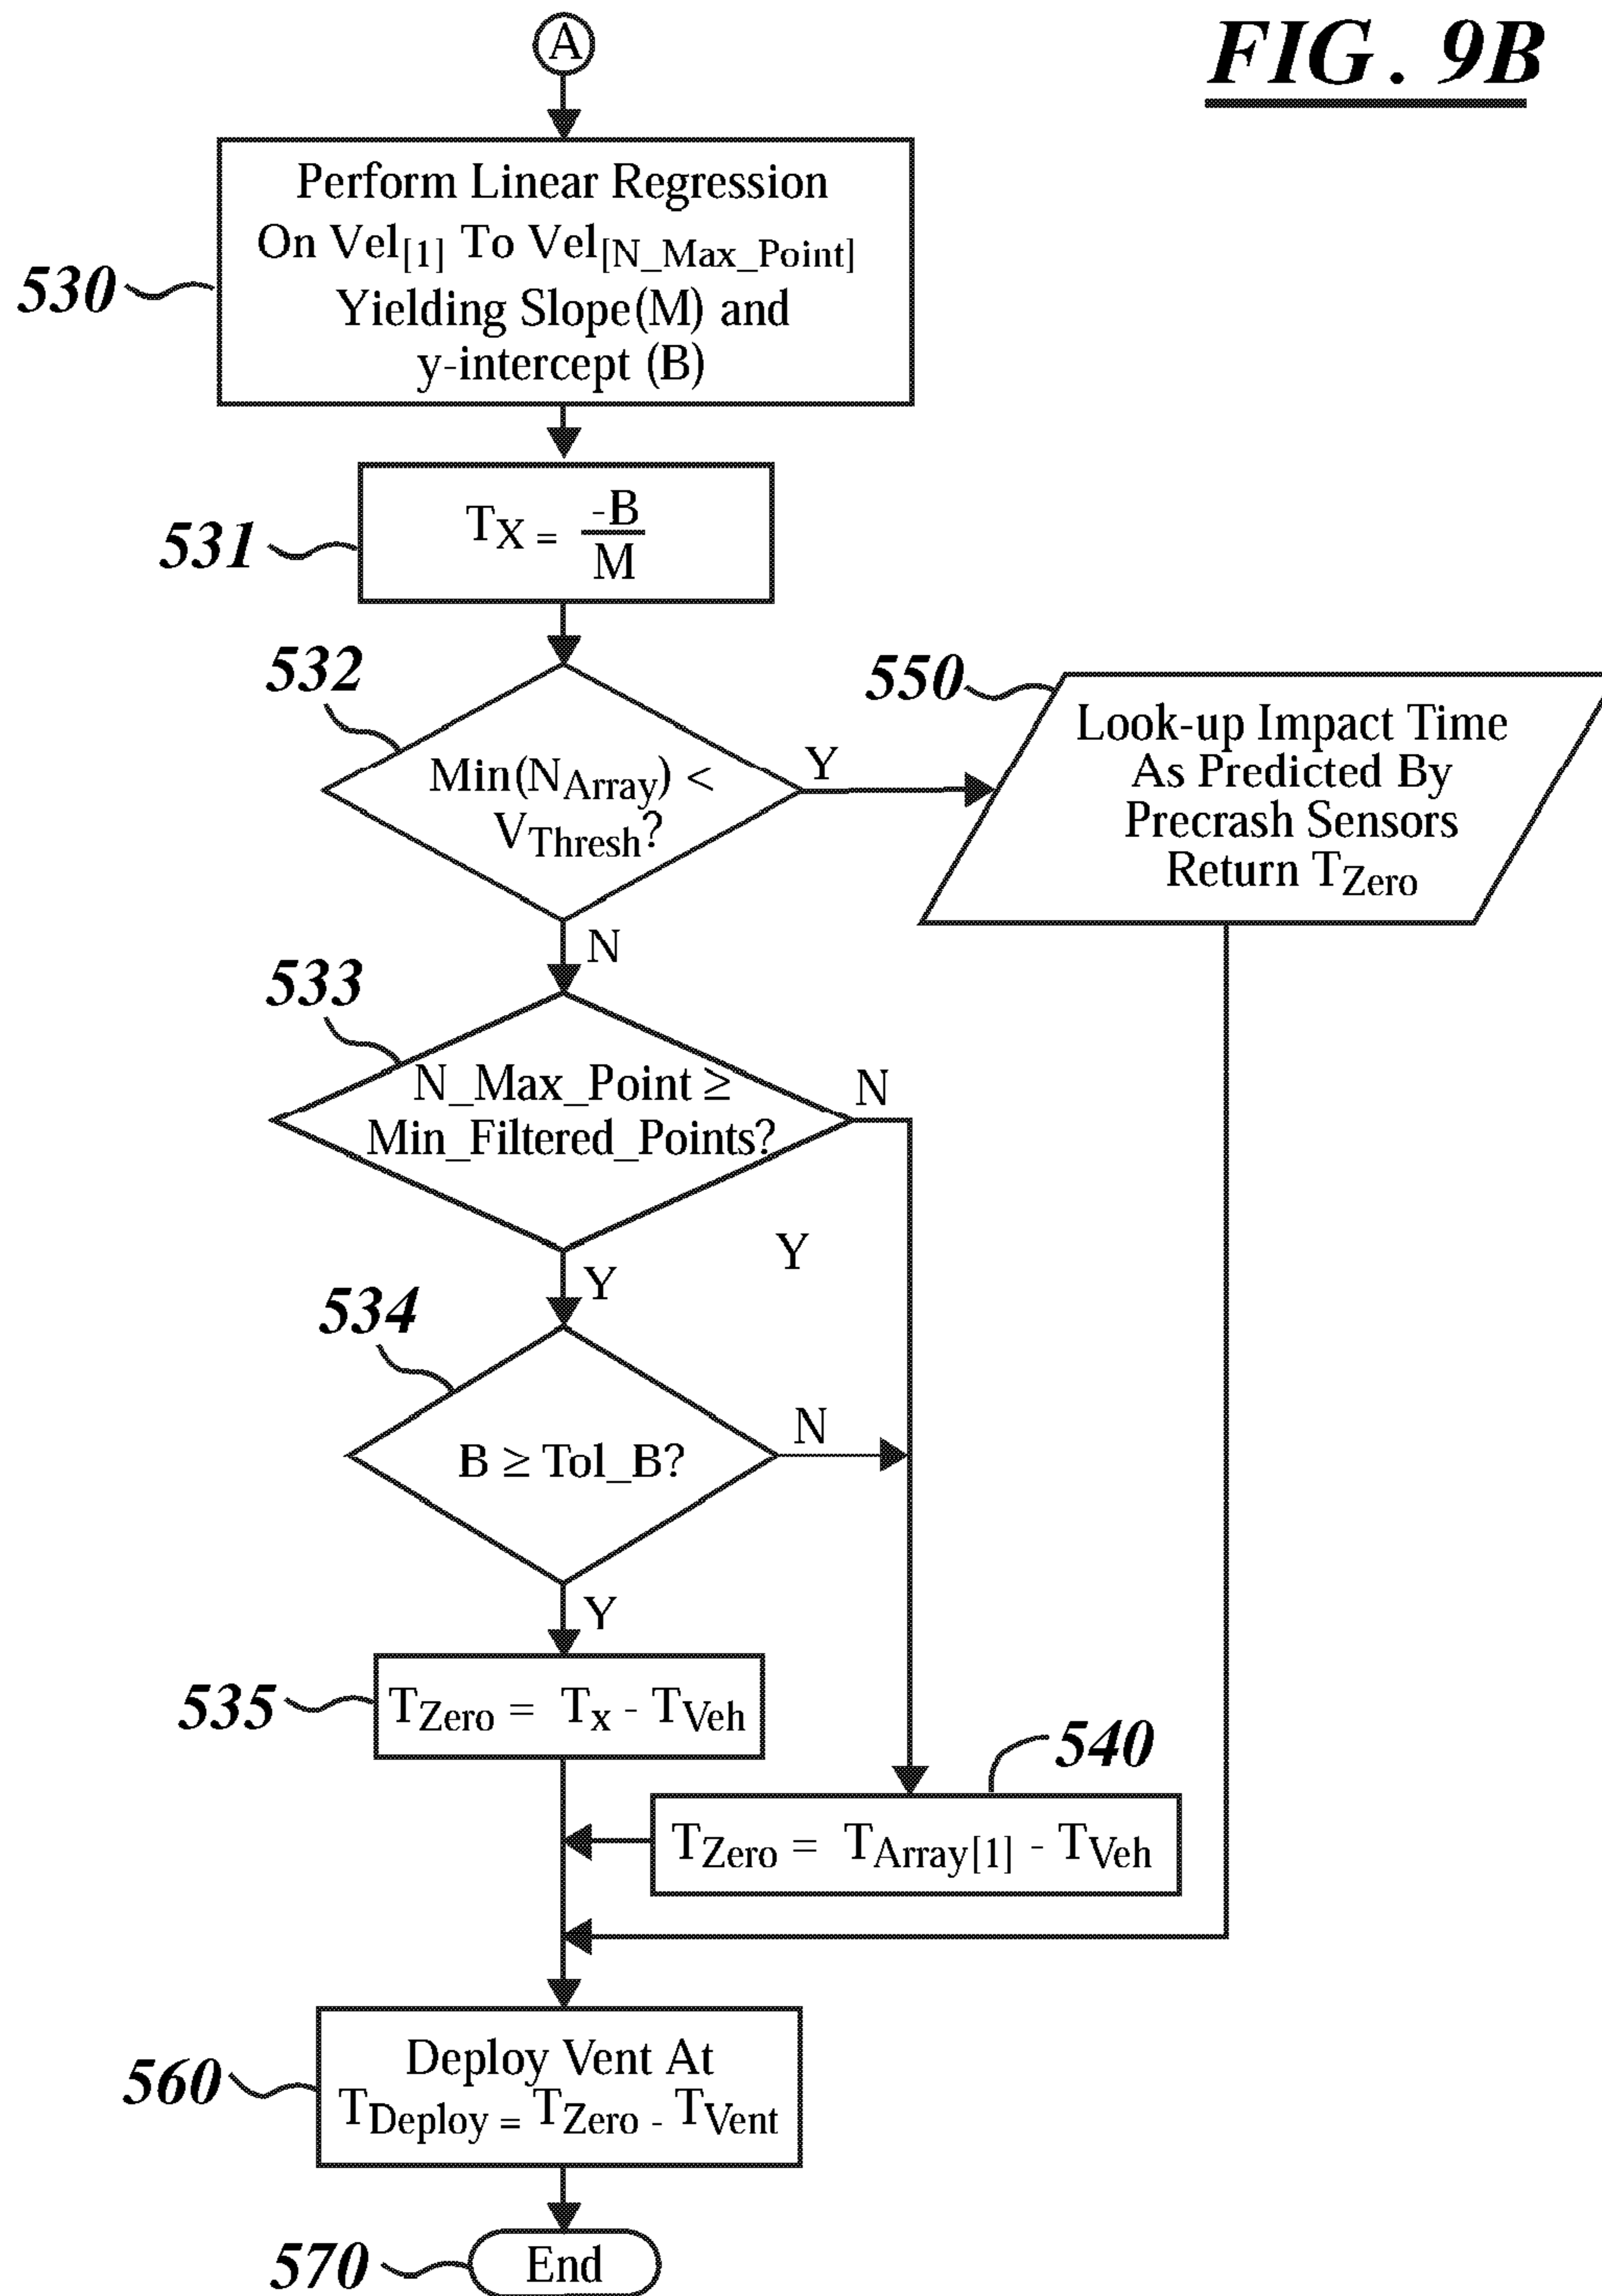 FIG. 9B
A
Perform Linear Regression
On Vel[1] To Vel[N_Max_Point]
Yielding Slope(M) and
y-intercept (B)
530
TX = -B
M
531
532
Min(NArray) <
VThresh?
Y
N
550
Look-up Impact Time
As Predicted By
Precrash Sensors
Return TZero
533
N_Max_Point ≥
Min_Filtered_Points?
N
Y
Y
534
B ≥ Tol_B?
N
Y
535
TZero = Tx - TVeh
540
TZero = TArray[1] - TVeh
560
Deploy Vent At
TDeploy = TZero - TVent
570
End